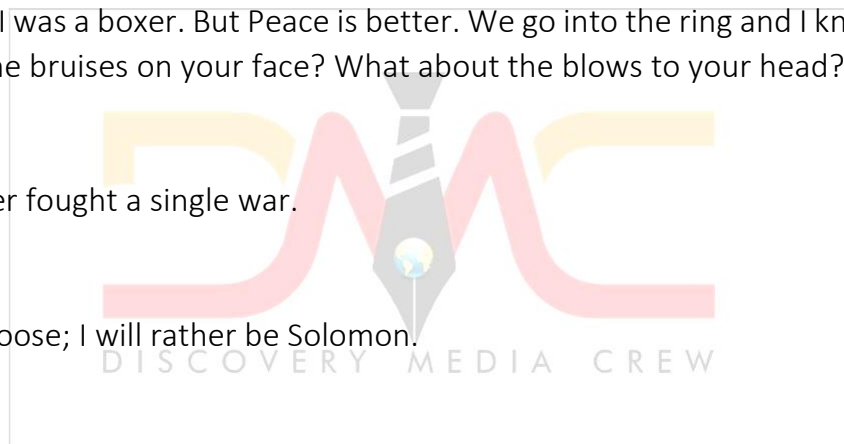 I was a boxer. But Peace is better. We go into the ring and I kn
e bruises on your face? What about the blows to your head?
er fought a single war.
oose; I will rather be Solomon.
DISCOVERY MEDIA CREW